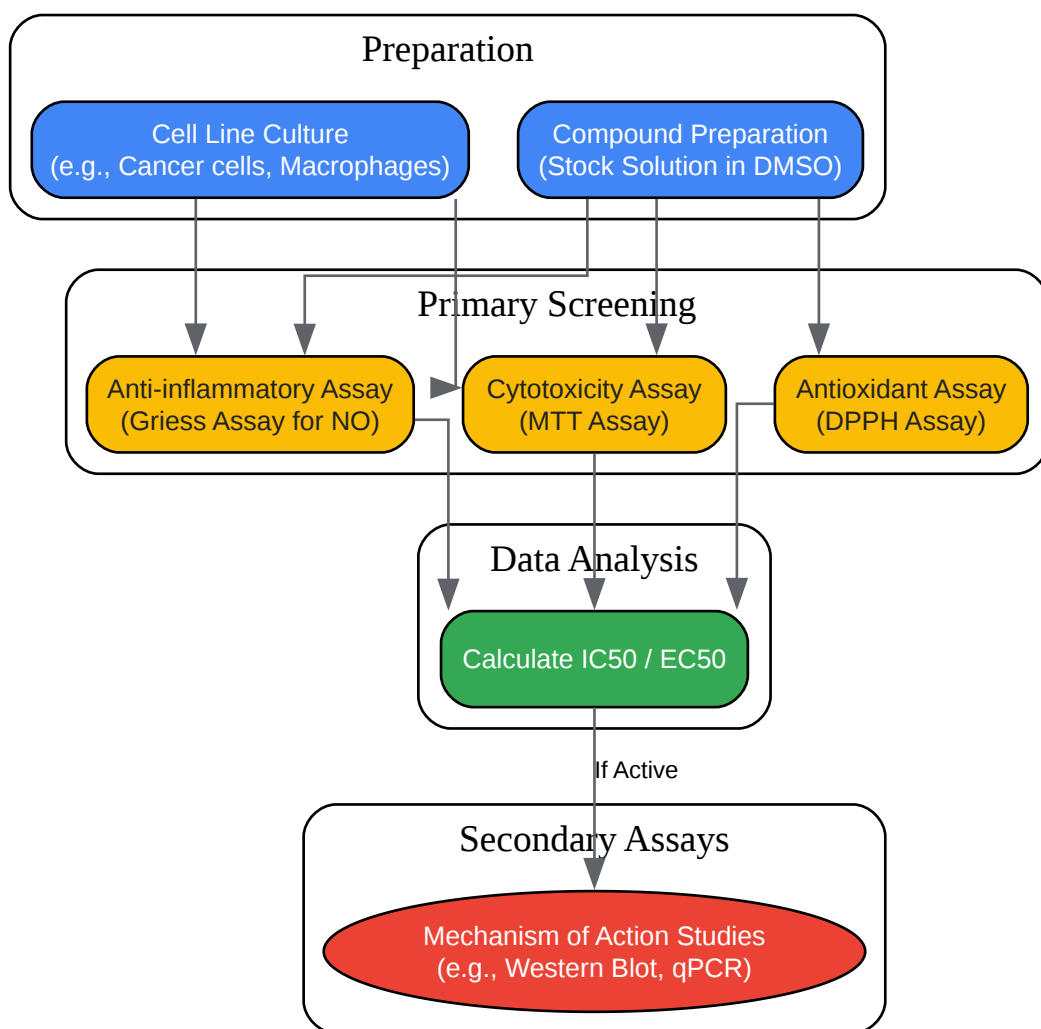 Preparation
Cell Line Culture
(e.g., Cancer cells, Macrophages)
Compound Preparation
(Stock Solution in DMSO)
Primary Screening
Anti-inflammatory Assay
(Griess Assay for NO)
Cytotoxicity Assay
(MTT Assay)
Antioxidant Assay
(DPPH Assay)
Data Analysis
Calculate IC50 / EC50
If Active
Secondary Assays
Mechanism of Action Studies
(e.g., Western Blot, qPCR)